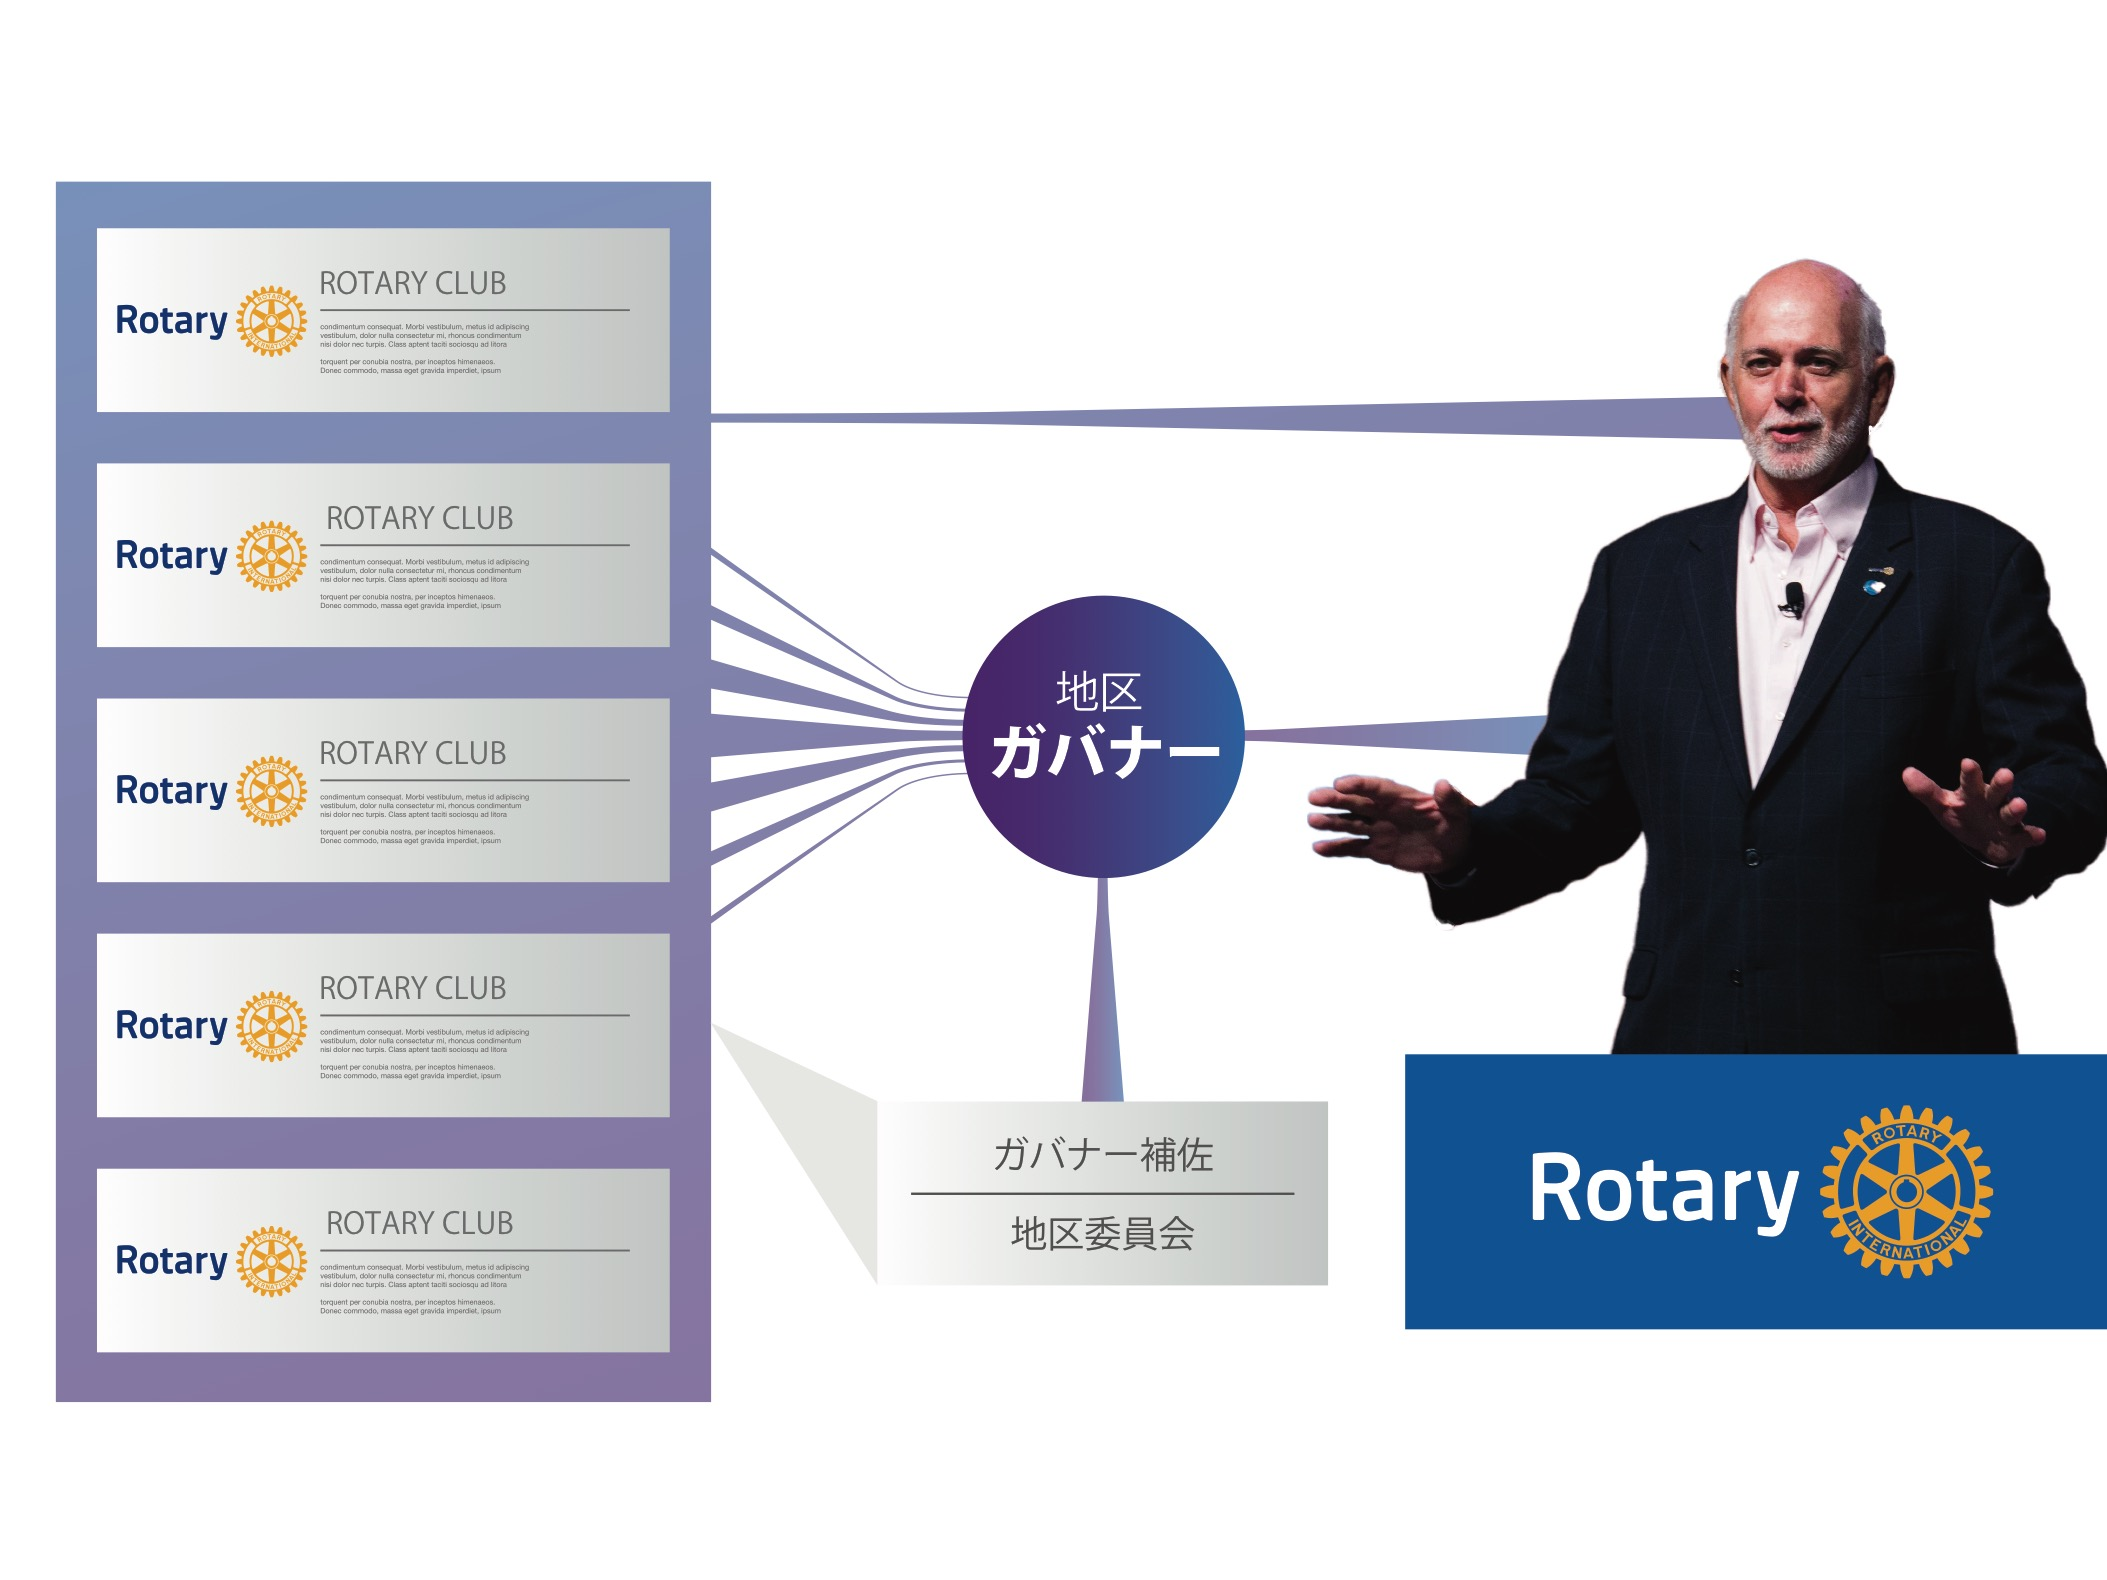 ROTARY CLUB
Rotary
ROTARY
INTERNATIONAL
condimentum consequat. Morbi vestibulum, metus id adipiscing
vestibulum, dolor nulla consectetur mi, rhoncus condimentum
nisi dolor nec turpis. Class aptent taciti sociosqu ad litora
torquent per conubia nostra, per inceptos himenaeos.
Donec commodo, massa eget gravida imperdiet, ipsum
ROTARY CLUB
Rotary
ROTARY
INTERNATIONAL
condimentum consequat. Morbi vestibulum, metus id adipiscing
vestibulum, dolor nulla consectetur mi, rhoncus condimentum
nisi dolor nec turpis. Class aptent taciti sociosqu ad litora
torquent per conubia nostra, per inceptos himenaeos.
Donec commodo, massa eget gravida imperdiet, ipsum
ROTARY CLUB
Rotary
ROTARY
INTERNATIONAL
condimentum consequat. Morbi vestibulum, metus id adipiscing
vestibulum, dolor nulla consectetur mi, rhoncus condimentum
nisi dolor nec turpis. Class aptent taciti sociosqu ad litora
torquent per conubia nostra, per inceptos himenaeos.
Donec commodo, massa eget gravida imperdiet, ipsum
ROTARY CLUB
Rotary
ROTARY
INTERNATIONAL
condimentum consequat. Morbi vestibulum, metus id adipiscing
vestibulum, dolor nulla consectetur mi, rhoncus condimentum
nisi dolor nec turpis. Class aptent taciti sociosqu ad litora
torquent per conubia nostra, per inceptos himenaeos.
Donec commodo, massa eget gravida imperdiet, ipsum
ROTARY CLUB
Rotary
ROTARY
INTERNATIONAL
condimentum consequat. Morbi vestibulum, metus id adipiscing
vestibulum, dolor nulla consectetur mi, rhoncus condimentum
nisi dolor nec turpis. Class aptent taciti sociosqu ad litora
torquent per conubia nostra, per inceptos himenaeos.
Donec commodo, massa eget gravida imperdiet, ipsum
地区
ガバナー
ガバナー補佐
地区委員会
Rotary
ROTARY
INTERNATIONAL